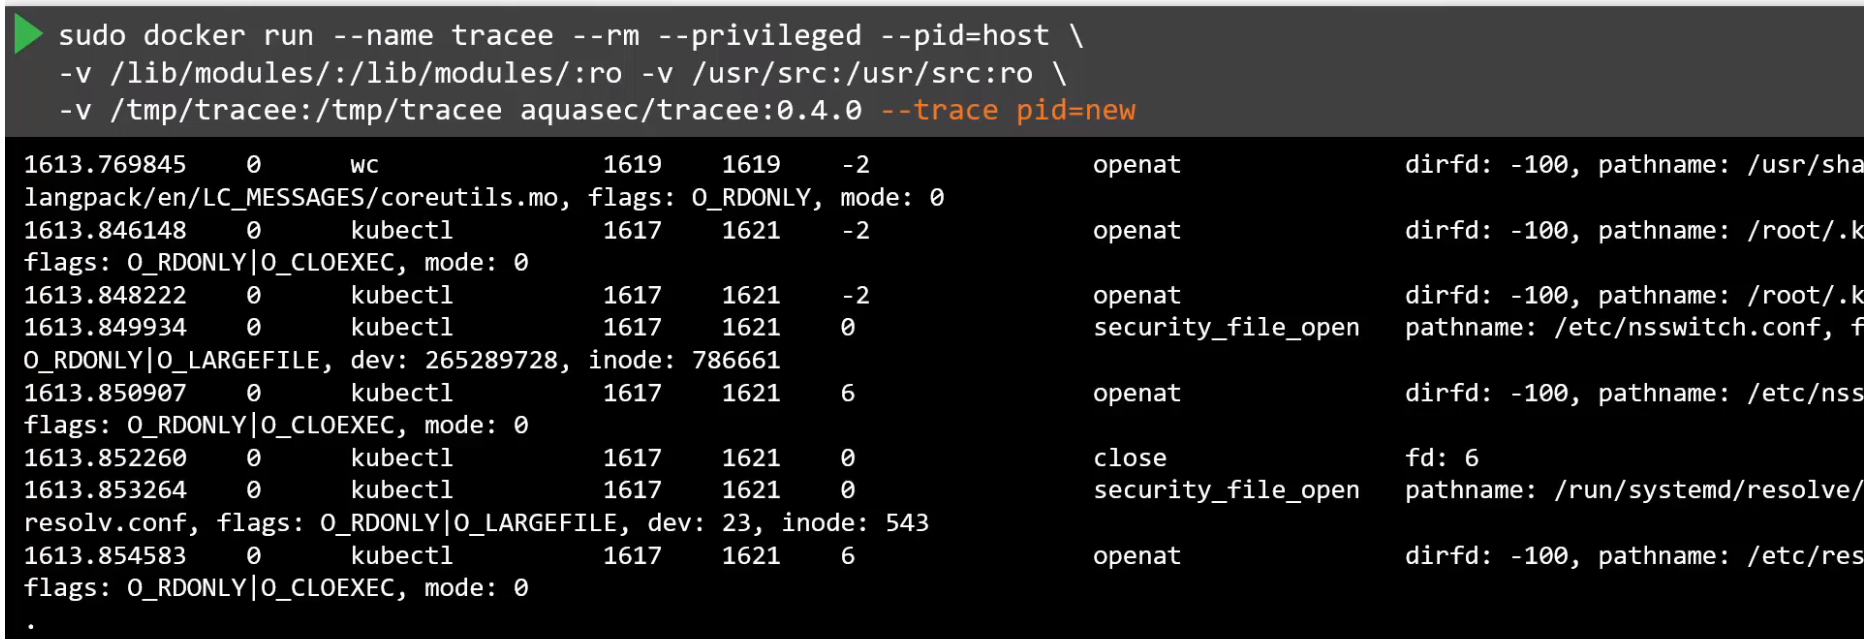 sudo docker run --name tracee --rm --privileged --pid=host \
-v /lib/modules/:/lib/modules/:ro -v /usr/src:/usr/src:ro \
-v /tmp/tracee:/tmp/tracee aquasec/tracee:0.4.0 --trace pid=new
1613.769845 0 wc 1619 1619 -2 openat dirfd: -100, pathname: /usr/sha
langpack/en/LC_MESSAGES/coreutils.mo, flags: O_RDONLY, mode: 0
1613.846148 0 kubectl 1617 1621 -2 openat dirfd: -100, pathname: /root/.k
flags: O_RDONLY|O_CLOEXEC, mode: 0
1613.848222 0 kubectl 1617 1621 -2 openat dirfd: -100, pathname: /root/.k
1613.849934 0 kubectl 1617 1621 0 security_file_open pathname: /etc/nsswitch.conf, f
O_RDONLY|O_LARGEFILE, dev: 265289728, inode: 786661
1613.850907 0 kubectl 1617 1621 6 openat dirfd: -100, pathname: /etc/nss
flags: O_RDONLY|O_CLOEXEC, mode: 0
1613.852260 0 kubectl 1617 1621 0 close fd: 6
1613.853264 0 kubectl 1617 1621 0 security_file_open pathname: /run/systemd/resolve/
resolv.conf, flags: O_RDONLY|O_LARGEFILE, dev: 23, inode: 543
1613.854583 0 kubectl 1617 1621 6 openat dirfd: -100, pathname: /etc/res
flags: O_RDONLY|O_CLOEXEC, mode: 0
.